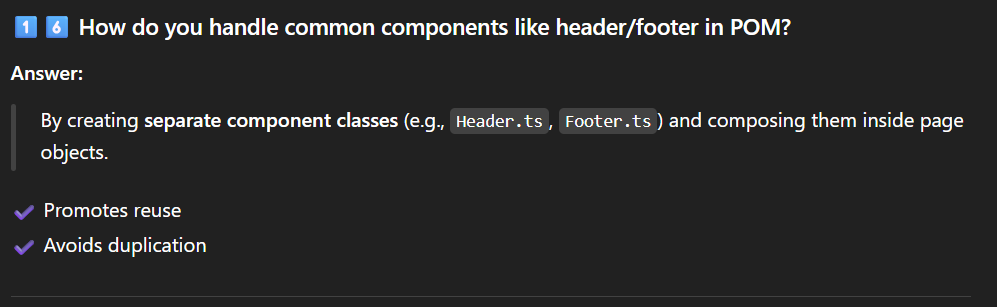 1️⃣ 6️⃣ How do you handle common components like header/footer in POM?
Answer:
By creating separate component classes (e.g., Header.ts, Footer.ts) and composing them inside page
objects.
✔ Promotes reuse
✔ Avoids duplication